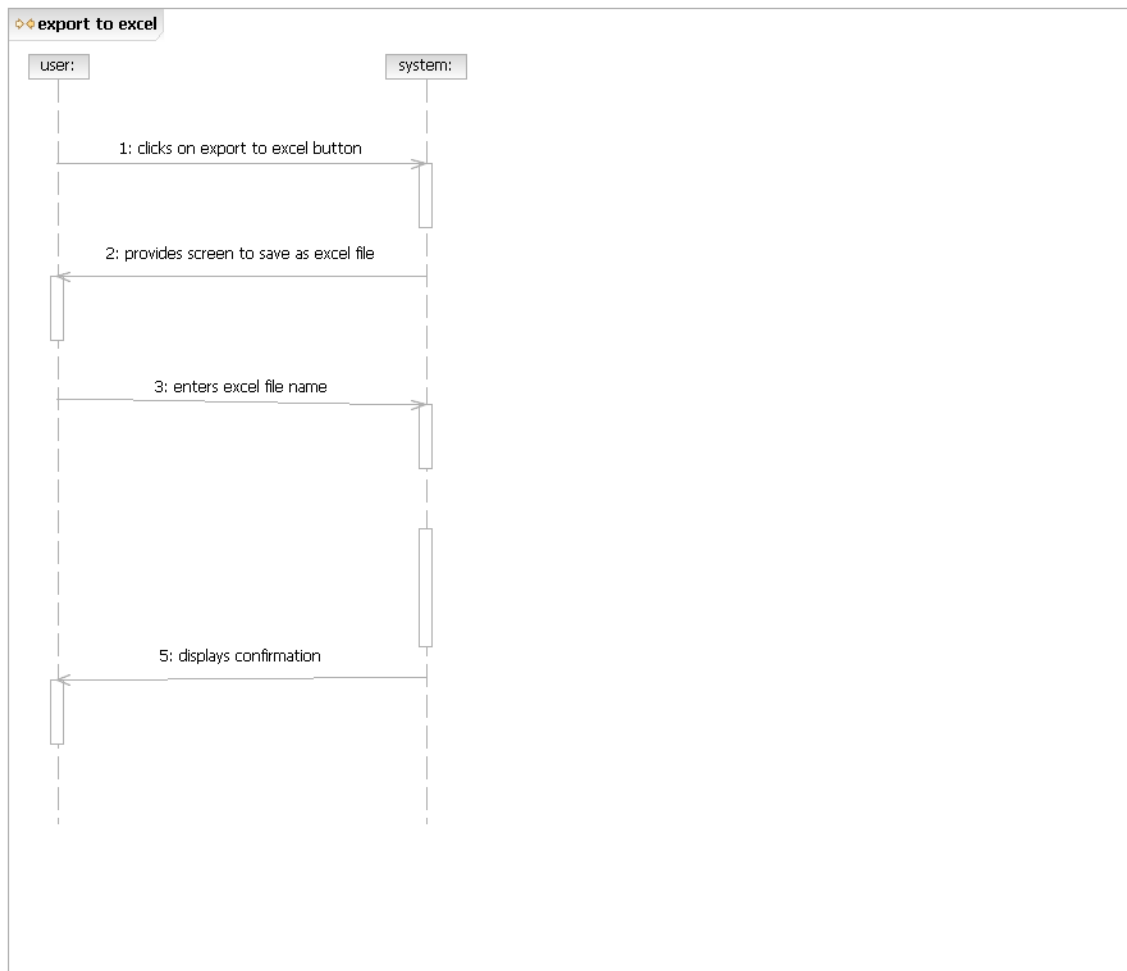 export to excel
user:
system:
1: clicks on export to excel button
2: provides screen to save as excel file
3: enters excel file name
5: displays confirmation